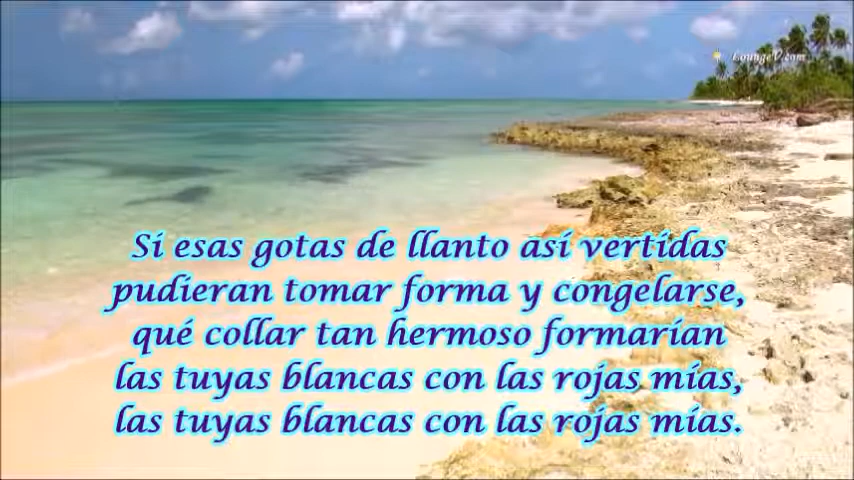 LoungeV.com
Si esas gotas de llanto así vertidas
pudieran tomar forma y congelarse,
qué collar tan hermoso formarían
las tuyas blancas con las rojas mías,
las tuyas blancas con las rojas mías.